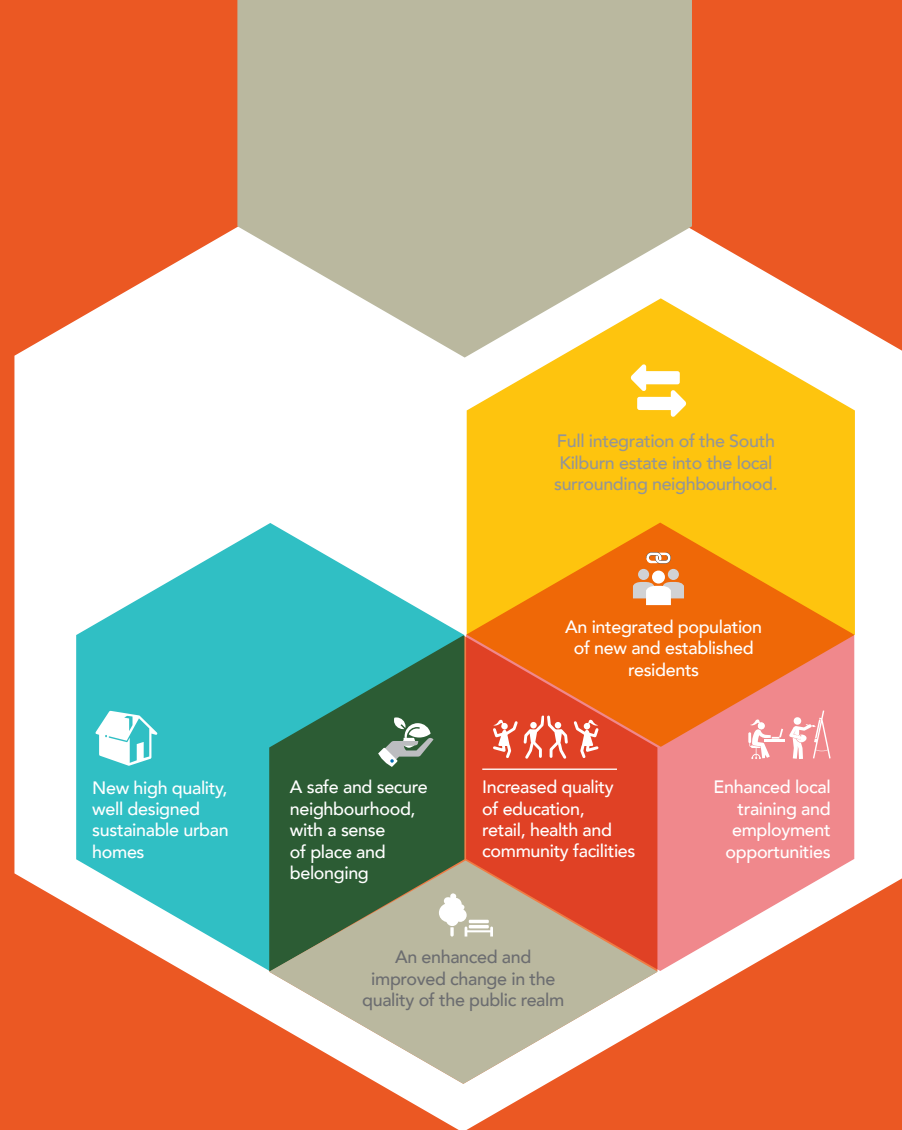 Full integration of the South
Kilburn estate into the local
surrounding neighbourhood.
An integrated population
of new and established
residents
New high quality,
well designed
sustainable urban
homes
A safe and secure
neighbourhood,
with a sense
of place and
belonging
Increased quality
of education,
retail, health and
community facilities
Enhanced local
training and
employment
opportunities
An enhanced and
improved change in the
quality of the public realm